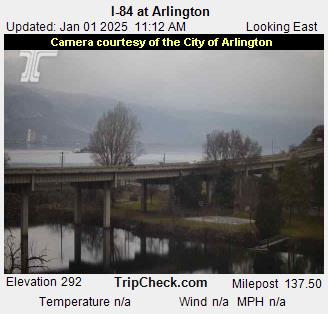 I-84 at Arlington
Updated: Jan 01 2025 11:12 AM Looking East
Camera courtesy of the City of Arlington
Elevation 292 TripCheck.com Milepost 137.50
Temperature n/a Wind n/a MPH n/a